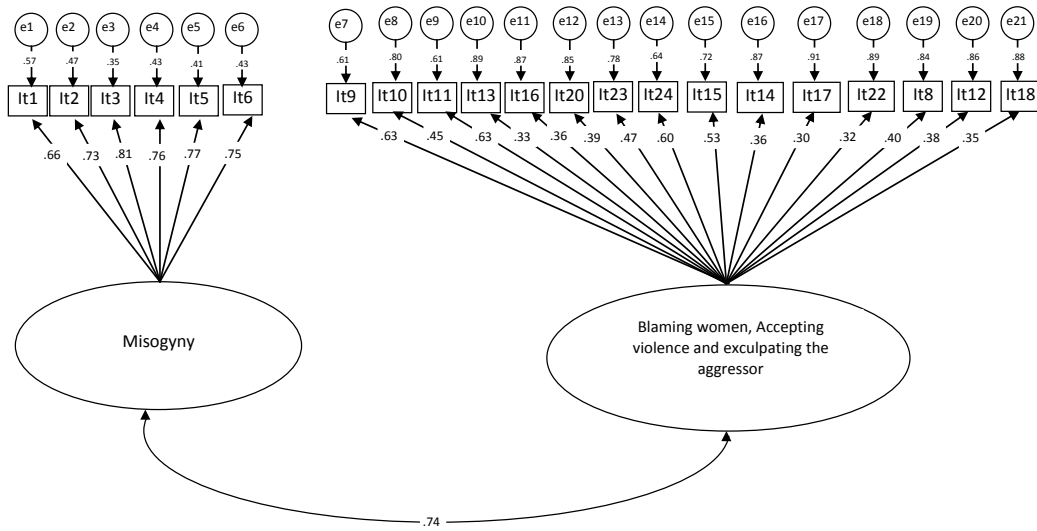 e1 e2 e3 e4 e5 e6 e7 e8 e9 e10 e11 e12 e13 e14 e15 e16 e17 e18 e19 e20 e21
.57 .47 .35 .43 .41 .43 .61 .80 .61 .89 .87 .85 .78 .64 .72 .87 .91 .89 .84 .86 .88
It1 It2 It3 It4 It5 It6 It9 It10 It11 It13 It16 It20 It23 It24 It15 It14 It17 It22 It8 It12 It18
.66 .73 .81 .76 .77 .75 .63 .45 .63 .33 .36 .39 .47 .60 .53 .36 .30 .32 .40 .38 .35
Misogyny
Blaming women, Accepting
violence and exculpating the
aggressor
.74